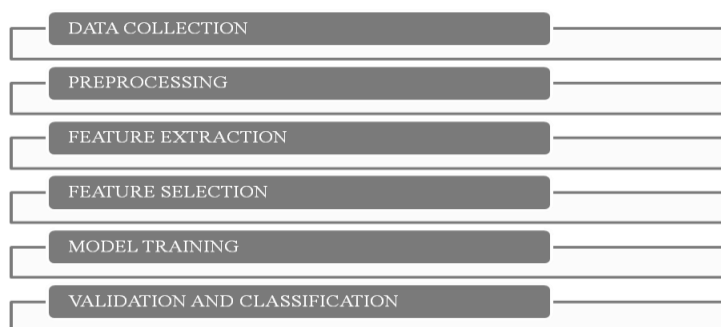 DATA COLLECTION
PREPROCESSING
FEATURE EXTRACTION
FEATURE SELECTION
MODEL TRAINING
VALIDATION AND CLASSIFICATION